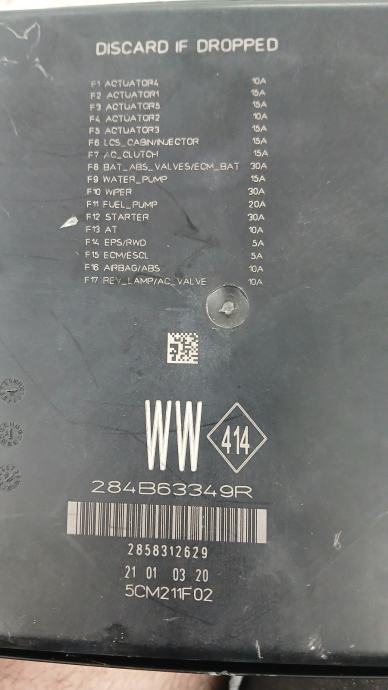 DISCARD IF DROPPED
F1 ACTUATOR4 10A
F2 ACTUATOR1 15A
F3 ACTUATOR5 15A
F4 ACTUATOR2 10A
F5 ACTUATOR3 15A
F6 LCS_CABIN/INJECTOR 15A
F7 AC_CLUTCH 15A
F8 BAT_ABS_VALVES/ECM_BAT 30A
F9 WATER_PUMP 15A
F10 WIPER 30A
F11 FUEL_PUMP 20A
F12 STARTER 30A
F13 AT 10A
F14 EPS/RWD 5A
F15 ECM/ESCL 5A
F16 AIRBAG/ABS 10A
F17 REV_LAMP/AC_VALVE 10A
WW 414
284B63349R
2858312629
21 01 03 20
5CM211F02